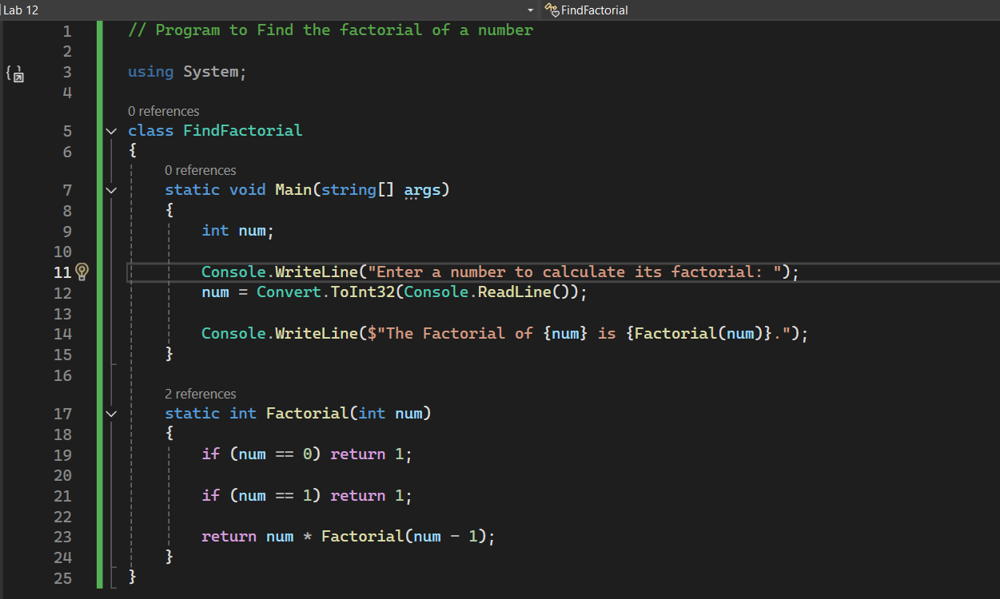 Lab 12 FindFactorial
1 // Program to Find the factorial of a number
2
3 using System;
4
0 references
5 class FindFactorial
6 {
0 references
7 static void Main(string[] args)
8 {
9 int num;
10
11 Console.WriteLine("Enter a number to calculate its factorial: ");
12 num = Convert.ToInt32(Console.ReadLine());
13
14 Console.WriteLine($"The Factorial of {num} is {Factorial(num)}.");
15 }
16
2 references
17 static int Factorial(int num)
18 {
19 if (num == 0) return 1;
20
21 if (num == 1) return 1;
22
23 return num * Factorial(num - 1);
24 }
25 }